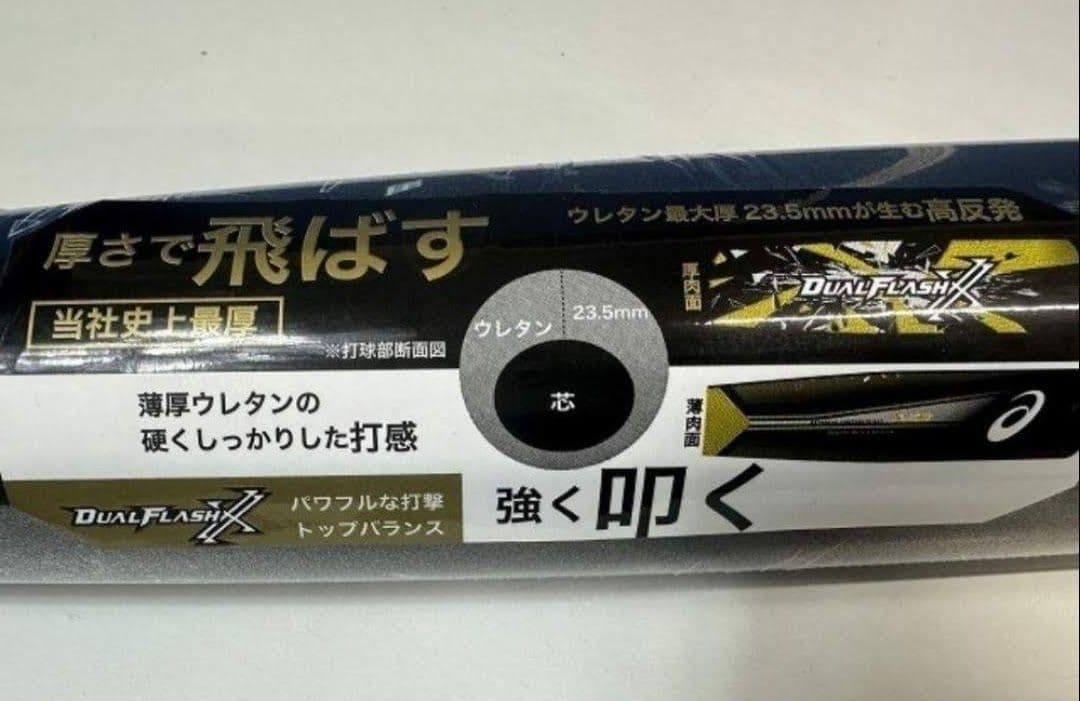 厚さで飛ばす
当社史上最厚
※打球部断面図
ウレタン最大厚 23.5mmが生む高反発
厚肉面
DUALFLASHX
ウレタン
23.5mm
芯
薄厚ウレタンの
硬くしっかりした打感
薄肉面
DUALFLASHX
パワフルな打撃
トップバランス
強く叩く